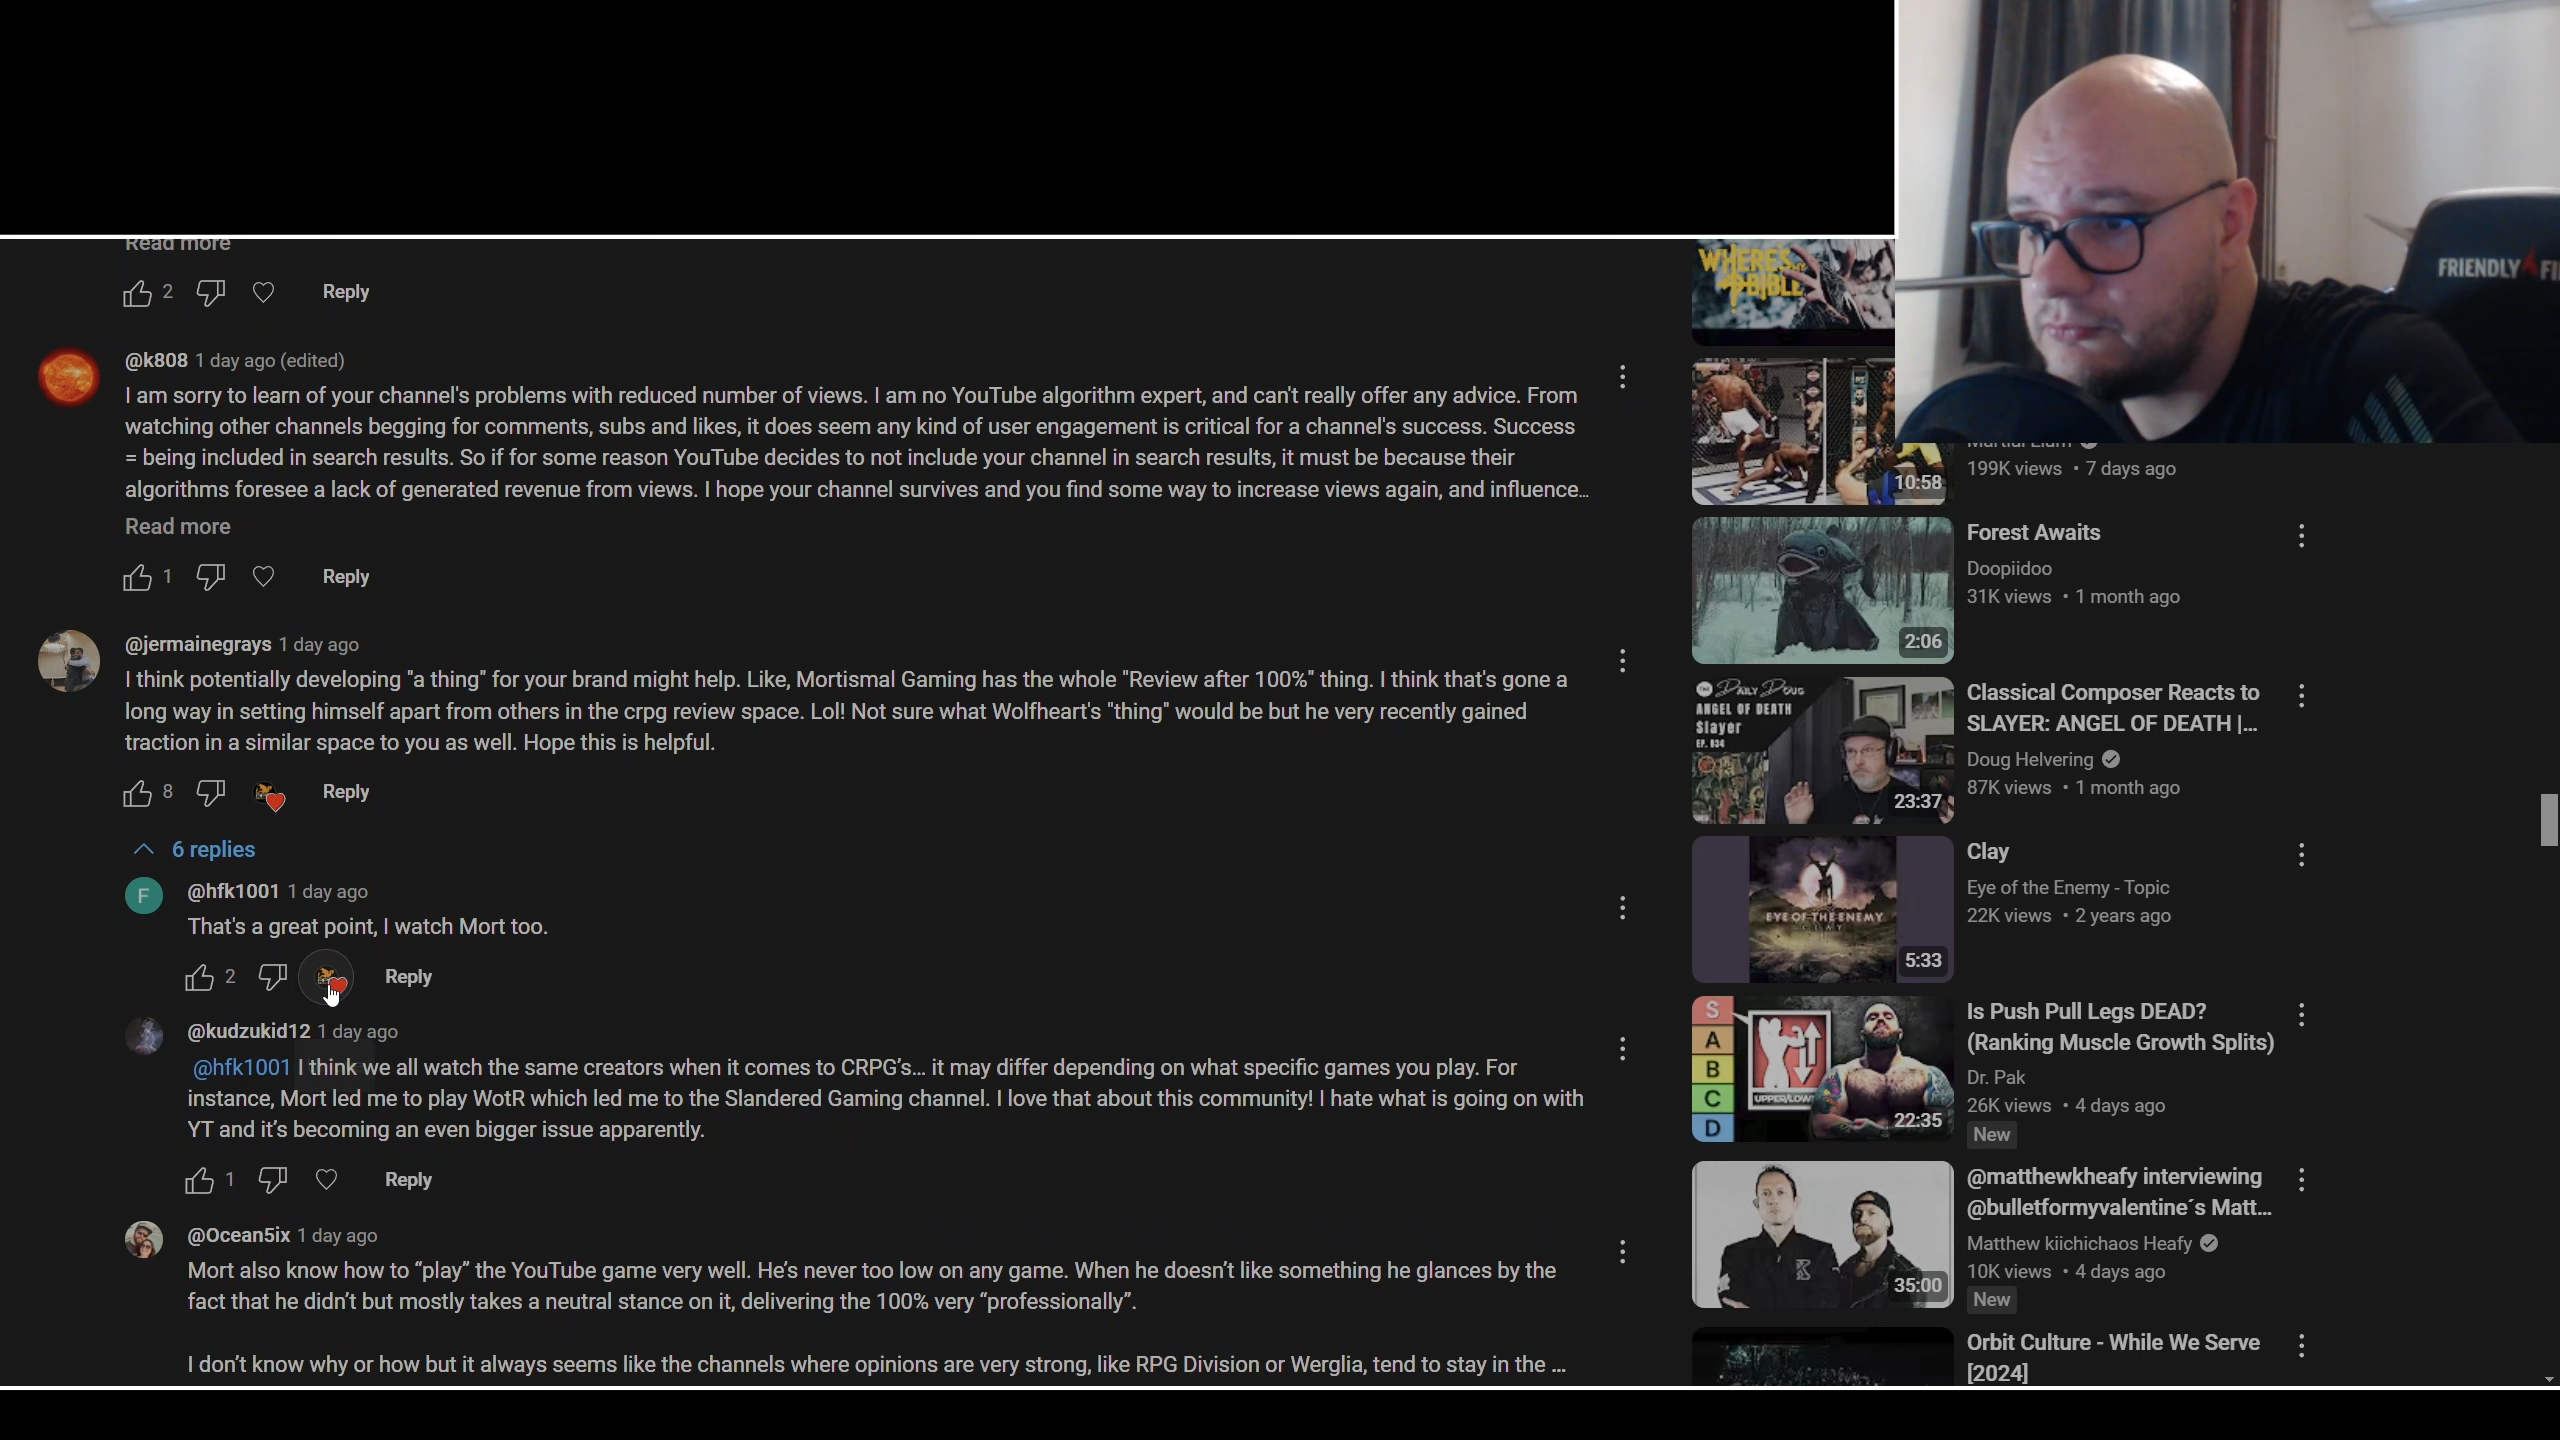 Read more
2
Reply
@k808 1 day ago (edited)
I am sorry to learn of your channel's problems with reduced number of views. I am no YouTube algorithm expert, and can't really offer any advice. From
watching other channels begging for comments, subs and likes, it does seem any kind of user engagement is critical for a channel's success. Success
= being included in search results. So if for some reason YouTube decides to not include your channel in search results, it must be because their
algorithms foresee a lack of generated revenue from views. I hope your channel survives and you find some way to increase views again, and influence...
Read more
1
Reply
@jermainegrays 1 day ago
I think potentially developing "a thing" for your brand might help. Like, Mortismal Gaming has the whole "Review after 100%" thing. I think that's gone a
long way in setting himself apart from others in the crpg review space. Lol! Not sure what Wolfheart's "thing" would be but he very recently gained
traction in a similar space to you as well. Hope this is helpful.
8
Reply
6 replies
F
@hfk1001 1 day ago
That's a great point, I watch Mort too.
2
Reply
@kudzukid12 1 day ago
@hfk1001 I think we all watch the same creators when it comes to CRPG's... it may differ depending on what specific games you play. For
instance, Mort led me to play WotR which led me to the Slandered Gaming channel. I love that about this community! I hate what is going on with
YT and it's becoming an even bigger issue apparently.
1
Reply
@Ocean5ix 1 day ago
Mort also know how to “play” the YouTube game very well. He’s never too low on any game. When he doesn’t like something he glances by the
fact that he didn’t but mostly takes a neutral stance on it, delivering the 100% very “professionally”.
I don’t know why or how but it always seems like the channels where opinions are very strong, like RPG Division or Werglia, tend to stay in the ...
FRIENDLY
WHERE'S
BIBLE
10:58
199K views • 7 days ago
2:06
Forest Awaits
Doopiidoo
31K views • 1 month ago
DAILY DOUG
ANGEL OF DEATH
Slayer
EP. 834
23:37
Classical Composer Reacts to
SLAYER: ANGEL OF DEATH |...
Doug Helvering
87K views • 1 month ago
EYE OF THE ENEMY
CLAY
5:33
Clay
Eye of the Enemy - Topic
22K views • 2 years ago
S
A
B
C
D
UPPER/LOW
22:35
Is Push Pull Legs DEAD?
(Ranking Muscle Growth Splits)
Dr. Pak
26K views • 4 days ago
New
35:00
@matthewkheafy interviewing
@bulletformyvalentine´s Matt...
Matthew kiichichaos Heafy
10K views • 4 days ago
New
Orbit Culture - While We Serve
[2024]